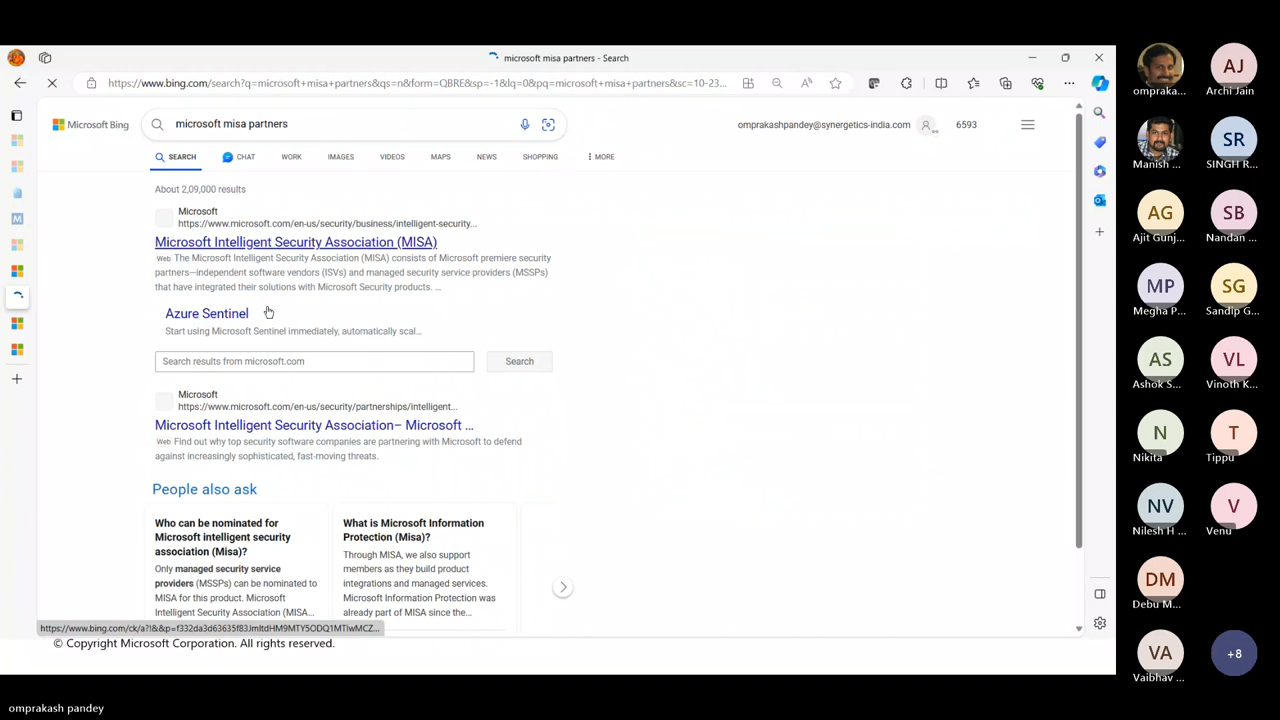 microsoft misa partners - Search
https://www.bing.com/search?q=microsoft+misa+partners&qs=n&form=QBRE&sp=-1&lq=0&pq=microsoft+misa+partners&sc=10-23...
Microsoft Bing
microsoft misa partners
omprakashpandey@synergetics-india.com
6593
SEARCH
CHAT
WORK
IMAGES
VIDEOS
MAPS
NEWS
SHOPPING
MORE
About 2,09,000 results
Microsoft
https://www.microsoft.com/en-us/security/business/intelligent-security...
Microsoft Intelligent Security Association (MISA)
Web The Microsoft Intelligent Security Association (MISA) consists of Microsoft premiere security
partners—independent software vendors (ISVs) and managed security service providers (MSSPs)
that have integrated their solutions with Microsoft Security products. ...
Azure Sentinel
Start using Microsoft Sentinel immediately, automatically scal...
Search results from microsoft.com
Search
Microsoft
https://www.microsoft.com/en-us/security/partnerships/intelligent...
Microsoft Intelligent Security Association– Microsoft ...
Web Find out why top security software companies are partnering with Microsoft to defend
against increasingly sophisticated, fast-moving threats.
People also ask
Who can be nominated for
Microsoft intelligent security
association (Misa)?
Only managed security service
providers (MSSPs) can be nominated to
MISA for this product. Microsoft
Intelligent Security Association (MISA...
What is Microsoft Information
Protection (Misa)?
Through MISA, we also support
members as they build product
integrations and managed services.
Microsoft Information Protection was
already part of MISA since the...
© Copyright Microsoft Corporation. All rights reserved.
omprakash pandey
ompraka...
AJ
Archi Jain
Manish ...
SR
SINGH R...
AG
Ajit Gunj...
SB
Nandan ...
MP
Megha P...
SG
Sandip G...
AS
Ashok S...
VL
Vinoth K...
N
Nikita
T
Tippu
NV
Nilesh H ...
V
Venu
DM
Debu M...
VA
Vaibhav ...
+8